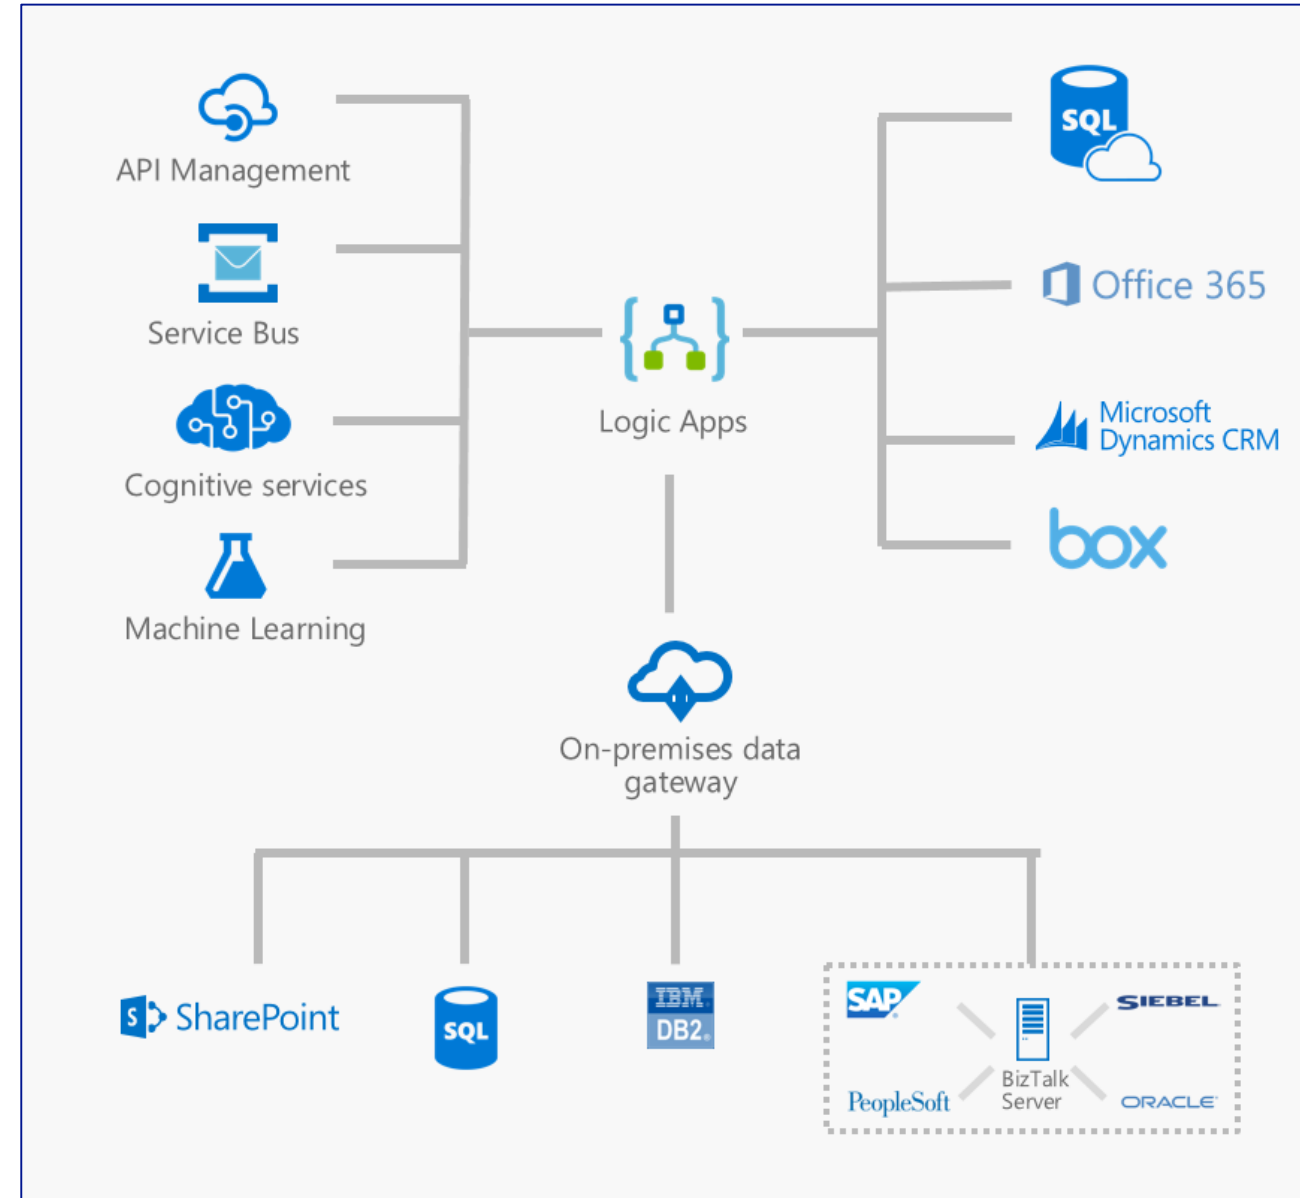 API Management
Service Bus
Cognitive services
Machine Learning
Logic Apps
SQL
Office 365
Microsoft
Dynamics CRM
box
On-premises data
gateway
S SharePoint
SQL
IBM
DB2
SAP
SIEBEL
BizTalk
Server
PeopleSoft
ORACLE